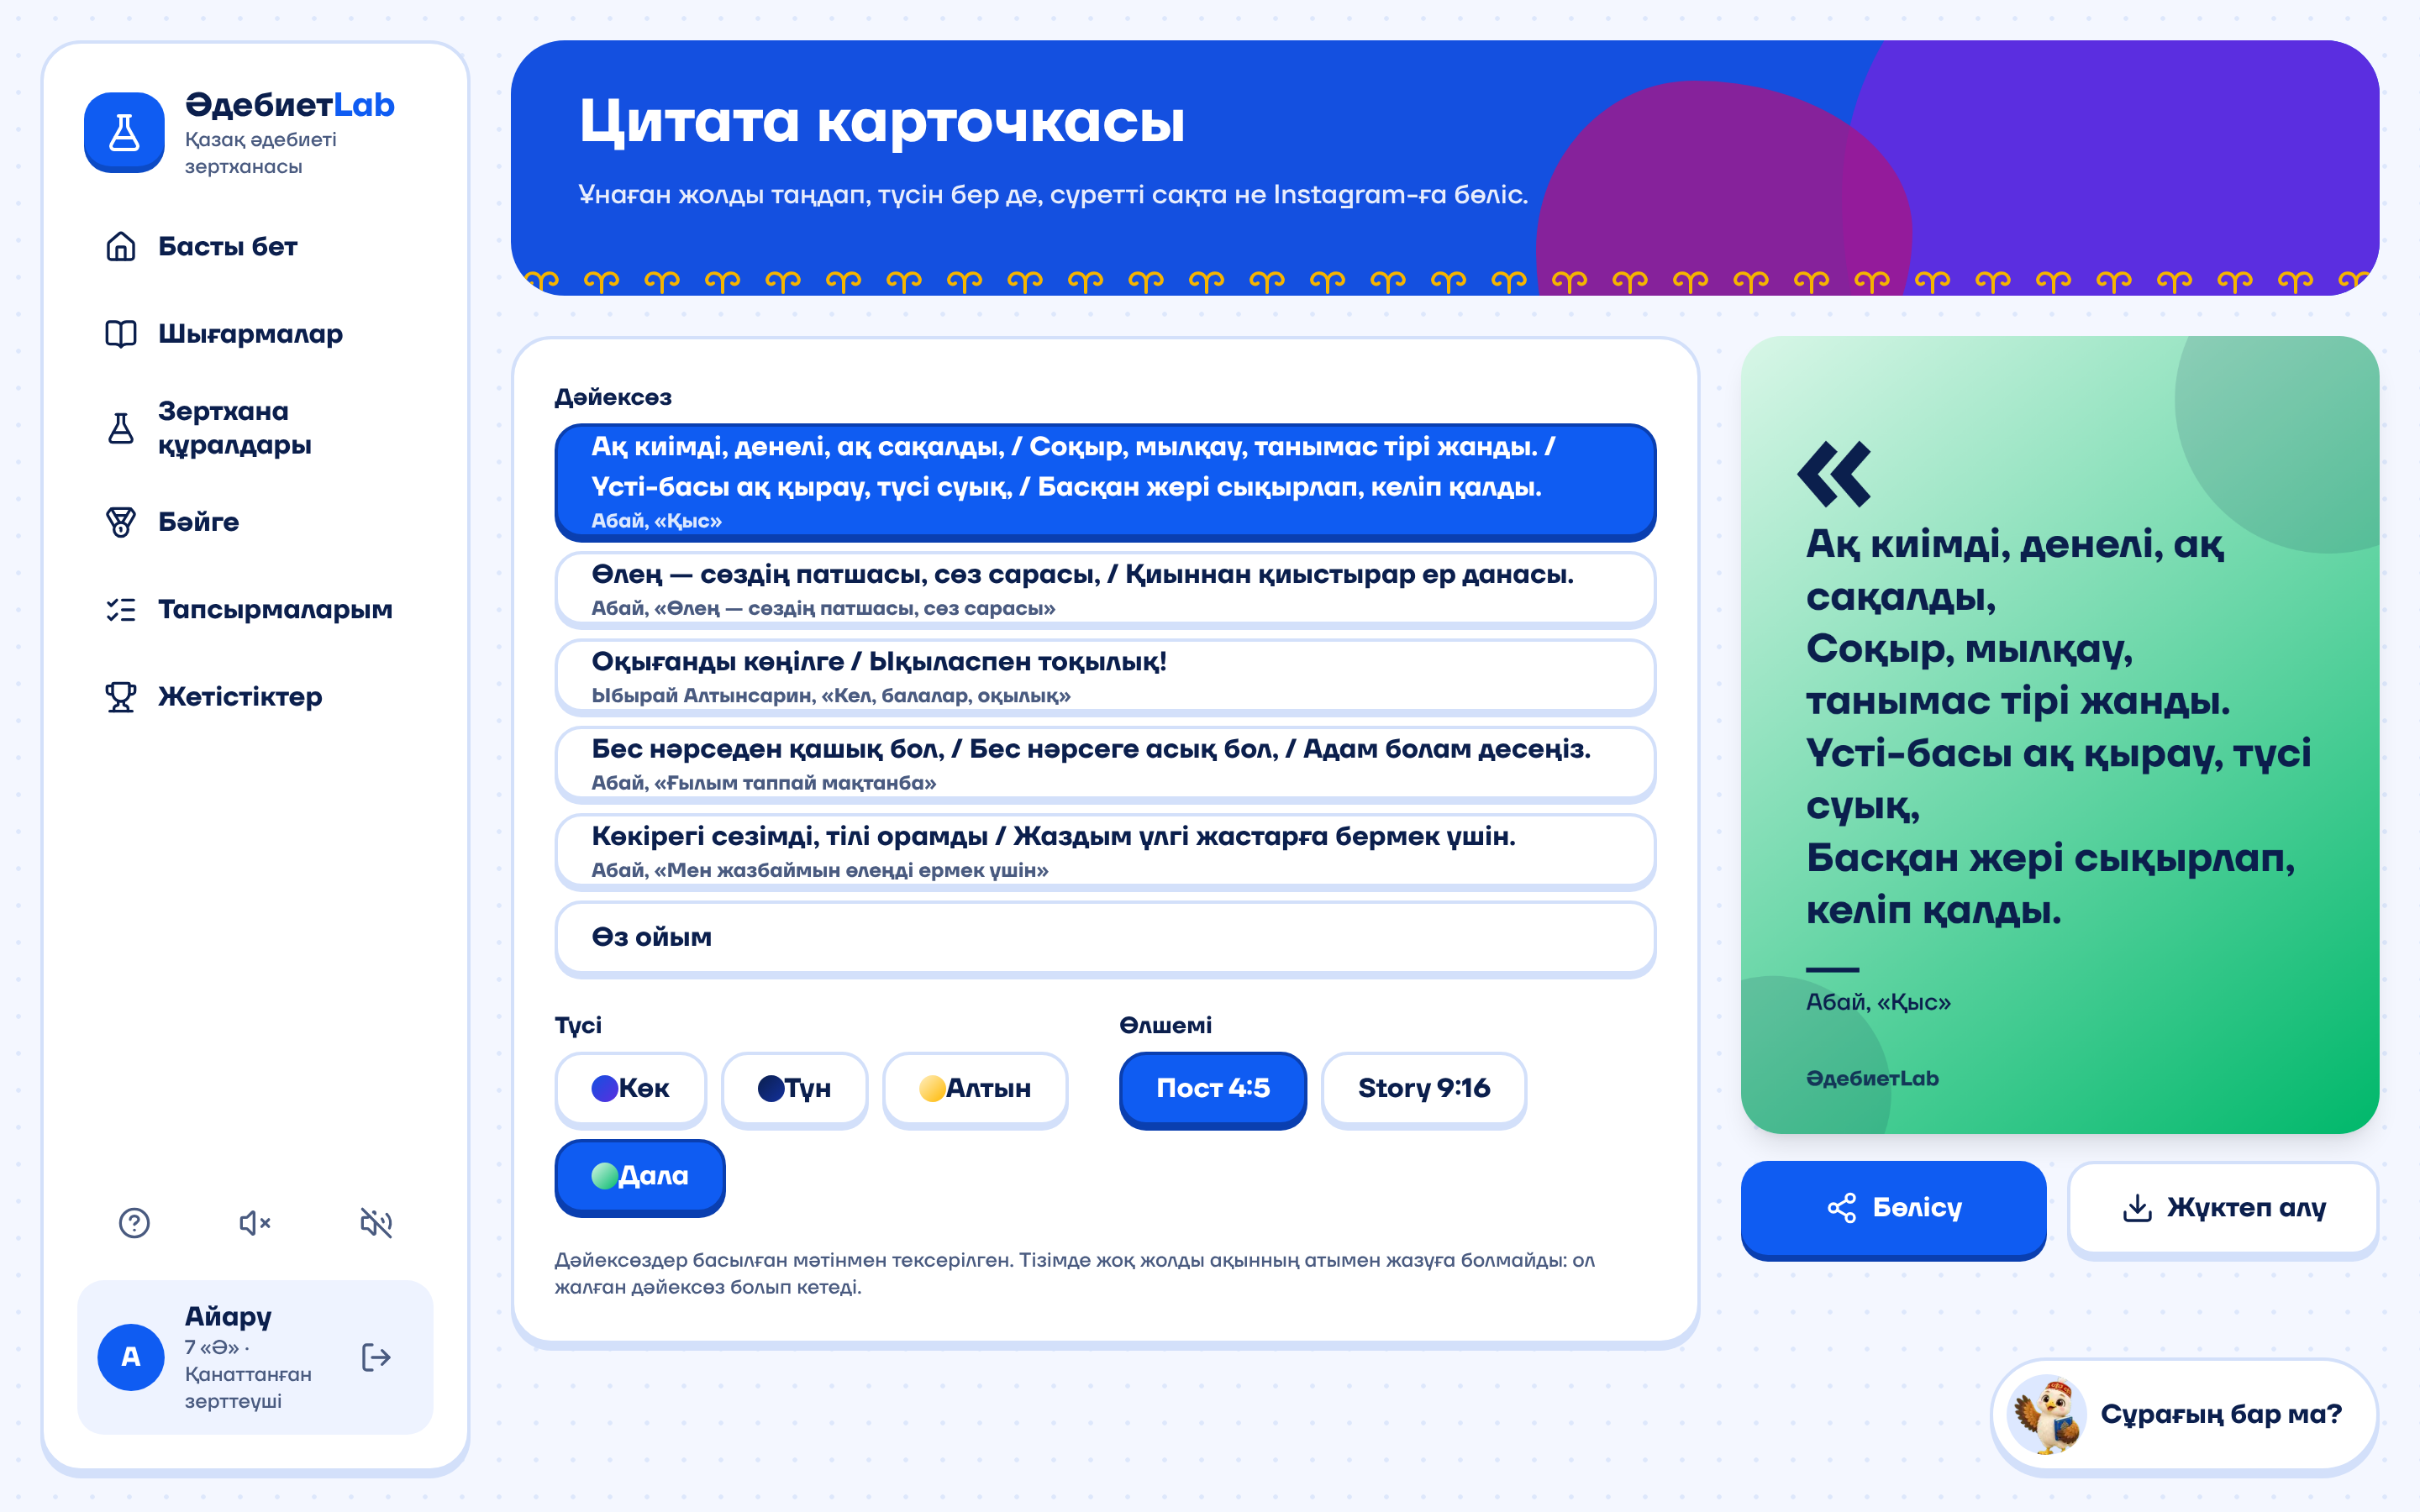 ӘдебиетLab
Қазақ әдебиеті
зертханасы
Басты бет
Шығармалар
Зертхана
құралдары
Бәйге
Тапсырмаларым
Жетістіктер
Айару
7 «Ә» ·
Қанаттанған
зерттеуші
A
Цитата карточкасы
Ұнаған жолды таңдап, түсін бер де, суретті сақта не Instagram-ға бөліс.
Дәйексөз
Ақ киімді, денелі, ақ сақалды, / Соқыр, мылқау, танымас тірі жанды. /
Үсті-басы ақ қырау, түсі суық, / Басқан жері сықырлап, келіп қалды.
Абай, «Қыс»
Өлең — сөздің патшасы, сөз сарасы, / Қиыннан қиыстырар ер данасы.
Абай, «Өлең — сөздің патшасы, сөз сарасы»
Оқығанды көңілге / Ықыласпен тоқылық!
Ыбырай Алтынсарин, «Кел, балалар, оқылық»
Бес нәрседен қашық бол, / Бес нәрсеге асық бол, / Адам болам десеңіз.
Абай, «Ғылым таппай мақтанба»
Көкірегі сезімді, тілі орамды / Жаздым үлгі жастарға бермек үшін.
Абай, «Мен жазбаймын өлеңді ермек үшін»
Өз ойым
Түсі
Көк
Түн
Алтын
Дала
Өлшемі
Пост 4:5
Story 9:16
Дәйексөздер басылған мәтінмен тексерілген. Тізімде жоқ жолды ақынның атымен жазуға болмайды: ол
жалған дәйексөз болып кетеді.
«
Ақ киімді, денелі, ақ
сақалды,
Соқыр, мылқау,
танымас тірі жанды.
Үсті-басы ақ қырау, түсі
суық,
Басқан жері сықырлап,
келіп қалды.
Абай, «Қыс»
ӘдебиетLab
Бөлісу
Жүктеп алу
Сұрағың бар ма?